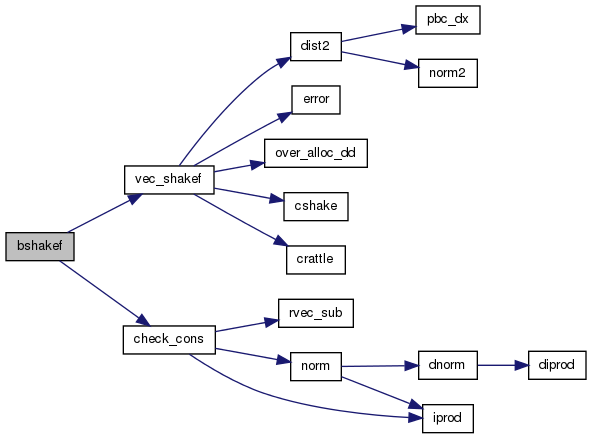 bshakef
vec_shakef
dist2
pbc_dx
norm2
error
over_alloc_dd
cshake
crattle
check_cons
rvec_sub
norm
dnorm
diprod
iprod